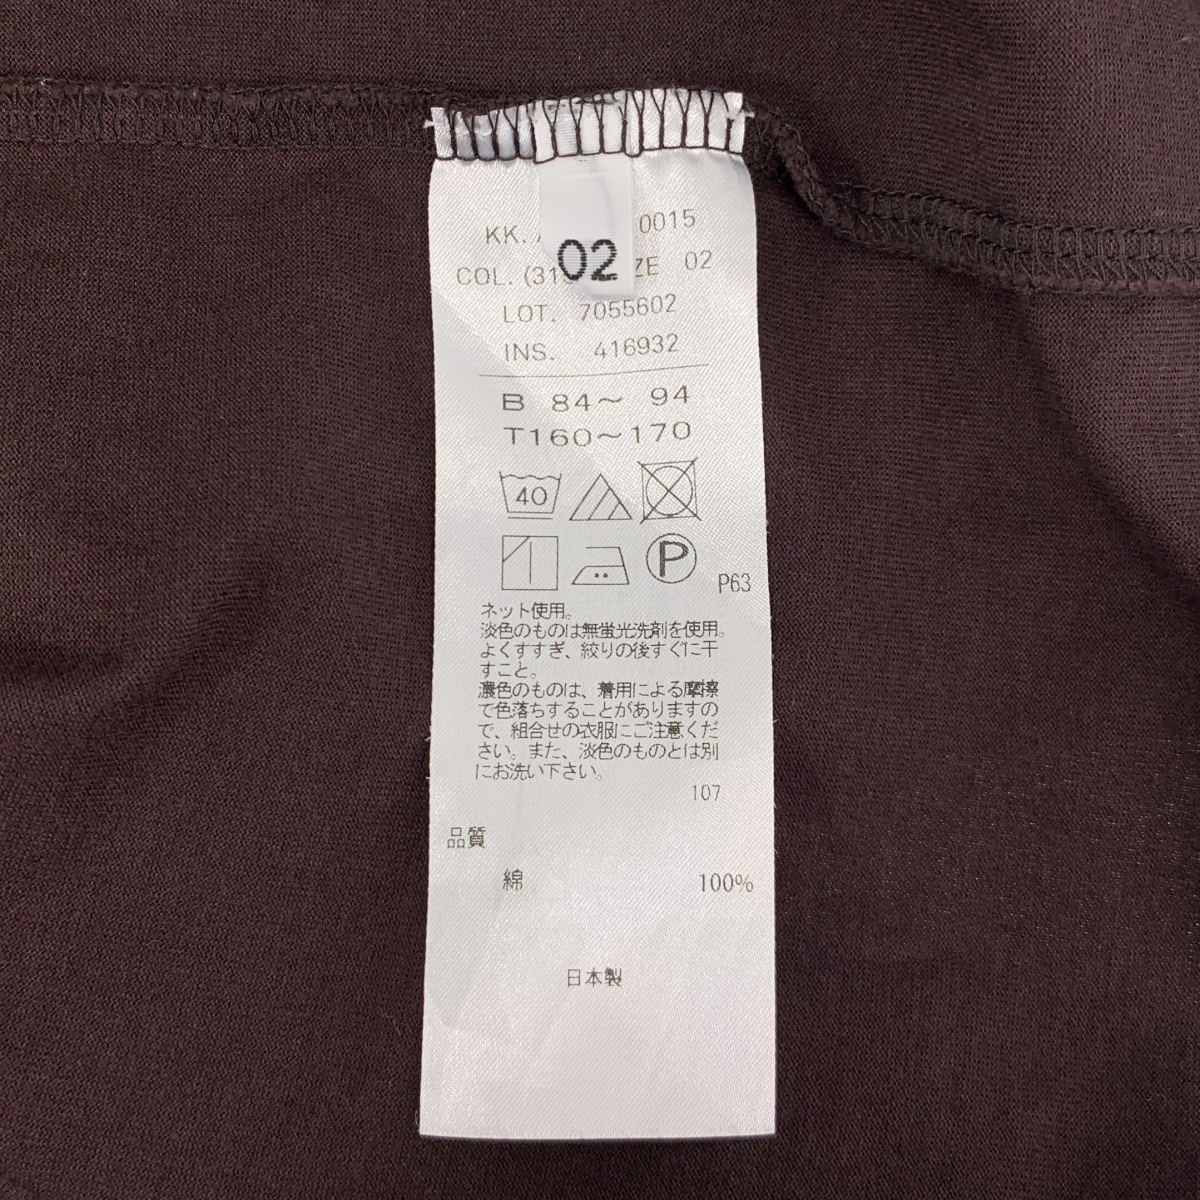 KK. 0015
02
COL. SIZE 02
LOT. 7055602
INS. 416932
B 84～ 94
T160～170
40
P
P63
ネット使用。
淡色のものは無蛍光洗剤を使用。
よくすすぎ、絞りの後すぐに干
すこと。
濃色のものは、着用による摩擦
で色落ちすることがありますの
で、組合せの衣服にご注意くだ
さい。また、淡色のものとは別
にお洗い下さい。
107
品質
綿 100%
日本製